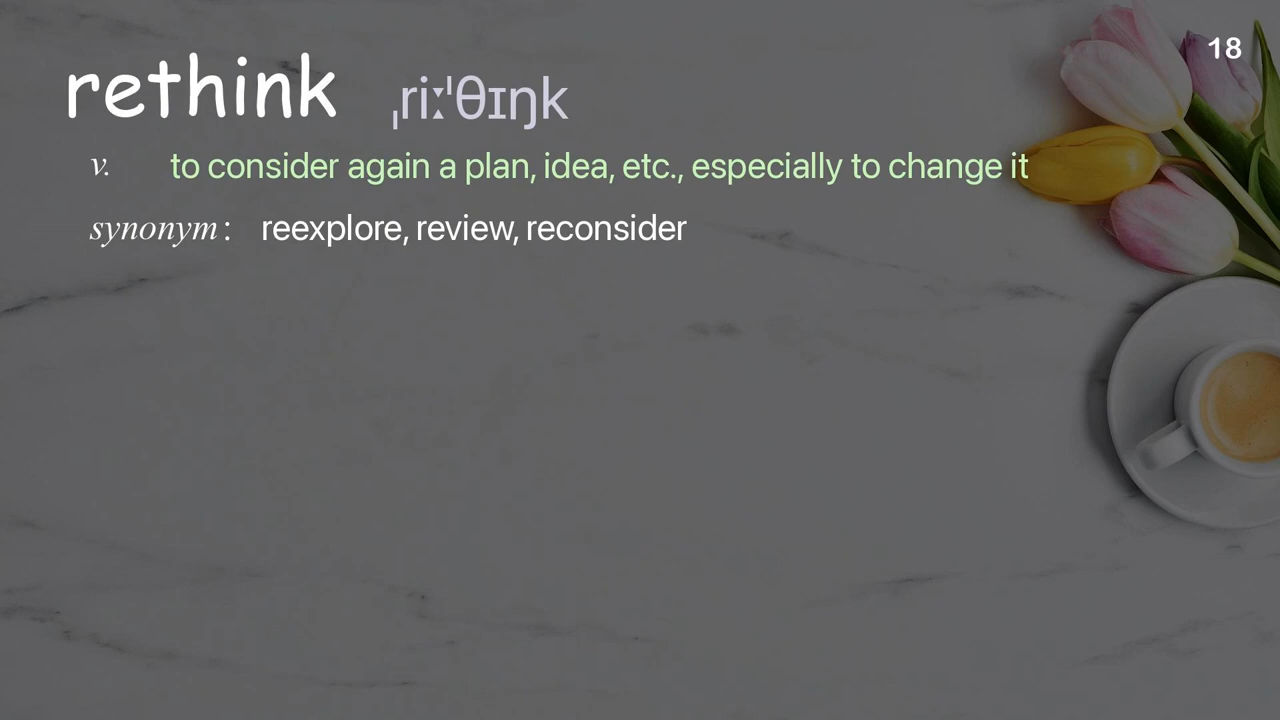 18
rethink ˌriːˈθɪŋk
v. to consider again a plan, idea, etc., especially to change it
synonym: reexplore, review, reconsider